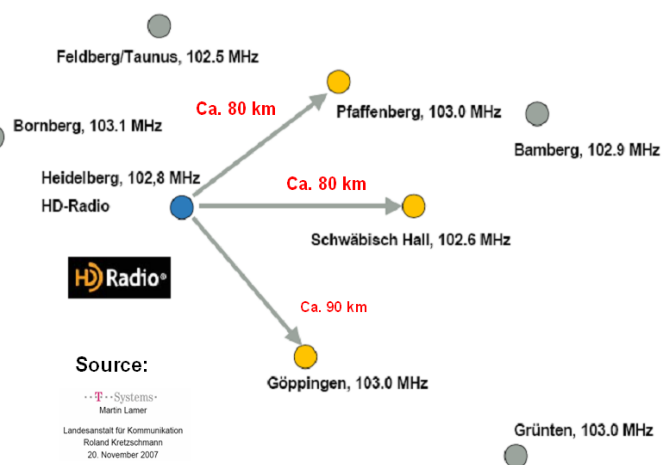 Feldberg/Taunus, 102.5 MHz
Ca. 80 km
Pfaffenberg, 103.0 MHz
Bornberg, 103.1 MHz
Bamberg, 102.9 MHz
Heidelberg, 102,8 MHz
HD-Radio
Ca. 80 km
Schwäbisch Hall, 102.6 MHz
HD Radio®
Ca. 90 km
Source:
Göppingen, 103.0 MHz
··T··Systems·
Martin Lamer
Landesanstalt für Kommunikation
Roland Kretzschmann
20. November 2007
Grünten, 103.0 MHz